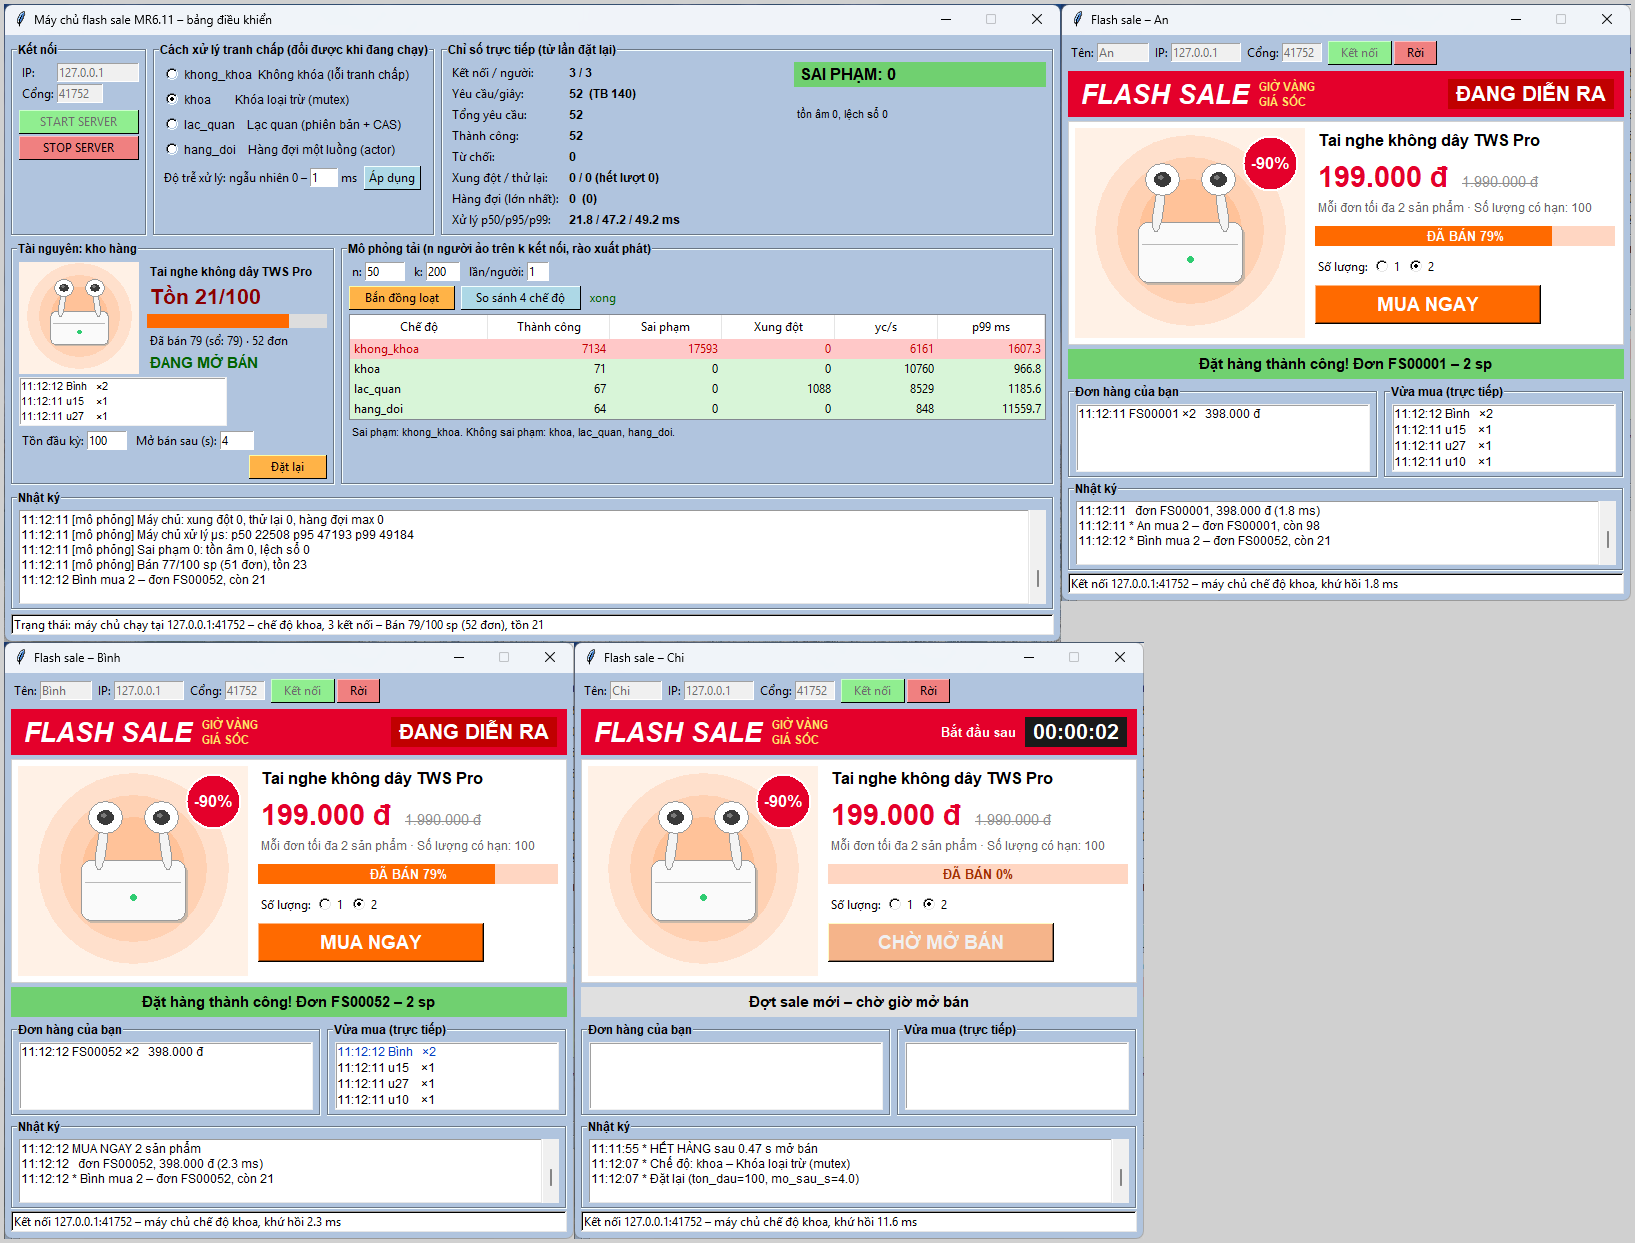 Máy chủ flash sale MR6.11 – bảng điều khiển
Kết nối
IP: 127.0.0.1
Cổng: 41752
START SERVER
STOP SERVER
Cách xử lý tranh chấp (đổi được khi đang chạy)
khong_khoa Không khóa (lỗi tranh chấp)
khoa Khóa loại trừ (mutex)
lac_quan Lạc quan (phiên bản + CAS)
hang_doi Hàng đợi một luồng (actor)
Độ trễ xử lý: ngẫu nhiên 0 – 1 ms Áp dụng
Chỉ số trực tiếp (từ lần đặt lại)
Kết nối / người: 3 / 3
Yêu cầu/giây: 52 (TB 140)
Tổng yêu cầu: 52
Thành công: 52
Từ chối: 0
Xung đột / thử lại: 0 / 0 (hết lượt 0)
Hàng đợi (lớn nhất): 0 (0)
Xử lý p50/p95/p99: 21.8 / 47.2 / 49.2 ms
SAI PHẠM: 0
tồn âm 0, lệch sổ 0
Tài nguyên: kho hàng
Tai nghe không dây TWS Pro
Tồn 21/100
Đã bán 79 (sổ: 79) · 52 đơn
ĐANG MỞ BÁN
11:12:12 Bình ×2
11:12:11 u15 ×1
11:12:11 u27 ×1
Tồn đầu kỳ: 100 Mở bán sau (s): 4
Đặt lại
Mô phỏng tải (n người ảo trên k kết nối, rào xuất phát)
n: 50 k: 200 lần/người: 1
Bắn đồng loạt So sánh 4 chế độ xong
Chế độ Thành công Sai phạm Xung đột yc/s p99 ms
khong_khoa 7134 17593 0 6161 1607.3
khoa 71 0 0 10760 966.8
lac_quan 67 0 1088 8529 1185.6
hang_doi 64 0 0 848 11559.7
Sai phạm: khong_khoa. Không sai phạm: khoa, lac_quan, hang_doi.
Nhật ký
11:12:11 [mô phỏng] Máy chủ: xung đột 0, thử lại 0, hàng đợi max 0
11:12:11 [mô phỏng] Máy chủ xử lý µs: p50 22508 p95 47193 p99 49184
11:12:11 [mô phỏng] Sai phạm 0: tồn âm 0, lệch sổ 0
11:12:11 [mô phỏng] Bán 77/100 sp (51 đơn), tồn 23
11:12:12 Bình mua 2 – đơn FS00052, còn 21
Trạng thái: máy chủ chạy tại 127.0.0.1:41752 – chế độ khoa, 3 kết nối – Bán 79/100 sp (52 đơn), tồn 21
Flash sale – An
Tên: An IP: 127.0.0.1 Cổng: 41752 Kết nối Rời
FLASH SALE
GIỜ VÀNG
GIÁ SỐC
ĐANG DIỄN RA
-90%
Tai nghe không dây TWS Pro
199.000 đ 1.990.000 đ
Mỗi đơn tối đa 2 sản phẩm · Số lượng có hạn: 100
ĐÃ BÁN 79%
Số lượng: 1 2
MUA NGAY
Đặt hàng thành công! Đơn FS00001 – 2 sp
Đơn hàng của bạn
11:12:11 FS00001 ×2 398.000 đ
Vừa mua (trực tiếp)
11:12:12 Bình ×2
11:12:11 u15 ×1
11:12:11 u27 ×1
11:12:11 u10 ×1
Nhật ký
11:12:11 đơn FS00001, 398.000 đ (1.8 ms)
11:12:11 * An mua 2 – đơn FS00001, còn 98
11:12:12 * Bình mua 2 – đơn FS00052, còn 21
Kết nối 127.0.0.1:41752 – máy chủ chế độ khoa, khứ hồi 1.8 ms
Flash sale – Bình
Tên: Bình IP: 127.0.0.1 Cổng: 41752 Kết nối Rời
FLASH SALE
GIỜ VÀNG
GIÁ SỐC
ĐANG DIỄN RA
-90%
Tai nghe không dây TWS Pro
199.000 đ 1.990.000 đ
Mỗi đơn tối đa 2 sản phẩm · Số lượng có hạn: 100
ĐÃ BÁN 79%
Số lượng: 1 2
MUA NGAY
Đặt hàng thành công! Đơn FS00052 – 2 sp
Đơn hàng của bạn
11:12:12 FS00052 ×2 398.000 đ
Vừa mua (trực tiếp)
11:12:12 Bình ×2
11:12:11 u15 ×1
11:12:11 u27 ×1
11:12:11 u10 ×1
Nhật ký
11:12:12 MUA NGAY 2 sản phẩm
11:12:12 đơn FS00052, 398.000 đ (2.3 ms)
11:12:12 * Bình mua 2 – đơn FS00052, còn 21
Kết nối 127.0.0.1:41752 – máy chủ chế độ khoa, khứ hồi 2.3 ms
Flash sale – Chi
Tên: Chi IP: 127.0.0.1 Cổng: 41752 Kết nối Rời
FLASH SALE
GIỜ VÀNG
GIÁ SỐC
Bắt đầu sau 00:00:02
-90%
Tai nghe không dây TWS Pro
199.000 đ 1.990.000 đ
Mỗi đơn tối đa 2 sản phẩm · Số lượng có hạn: 100
ĐÃ BÁN 0%
Số lượng: 1 2
CHỜ MỞ BÁN
Đợt sale mới – chờ giờ mở bán
Đơn hàng của bạn
Vừa mua (trực tiếp)
Nhật ký
11:11:55 * HẾT HÀNG sau 0.47 s mở bán
11:12:07 * Chế độ: khoa – Khóa loại trừ (mutex)
11:12:07 * Đặt lại (ton_dau=100, mo_sau_s=4.0)
Kết nối 127.0.0.1:41752 – máy chủ chế độ khoa, khứ hồi 11.6 ms